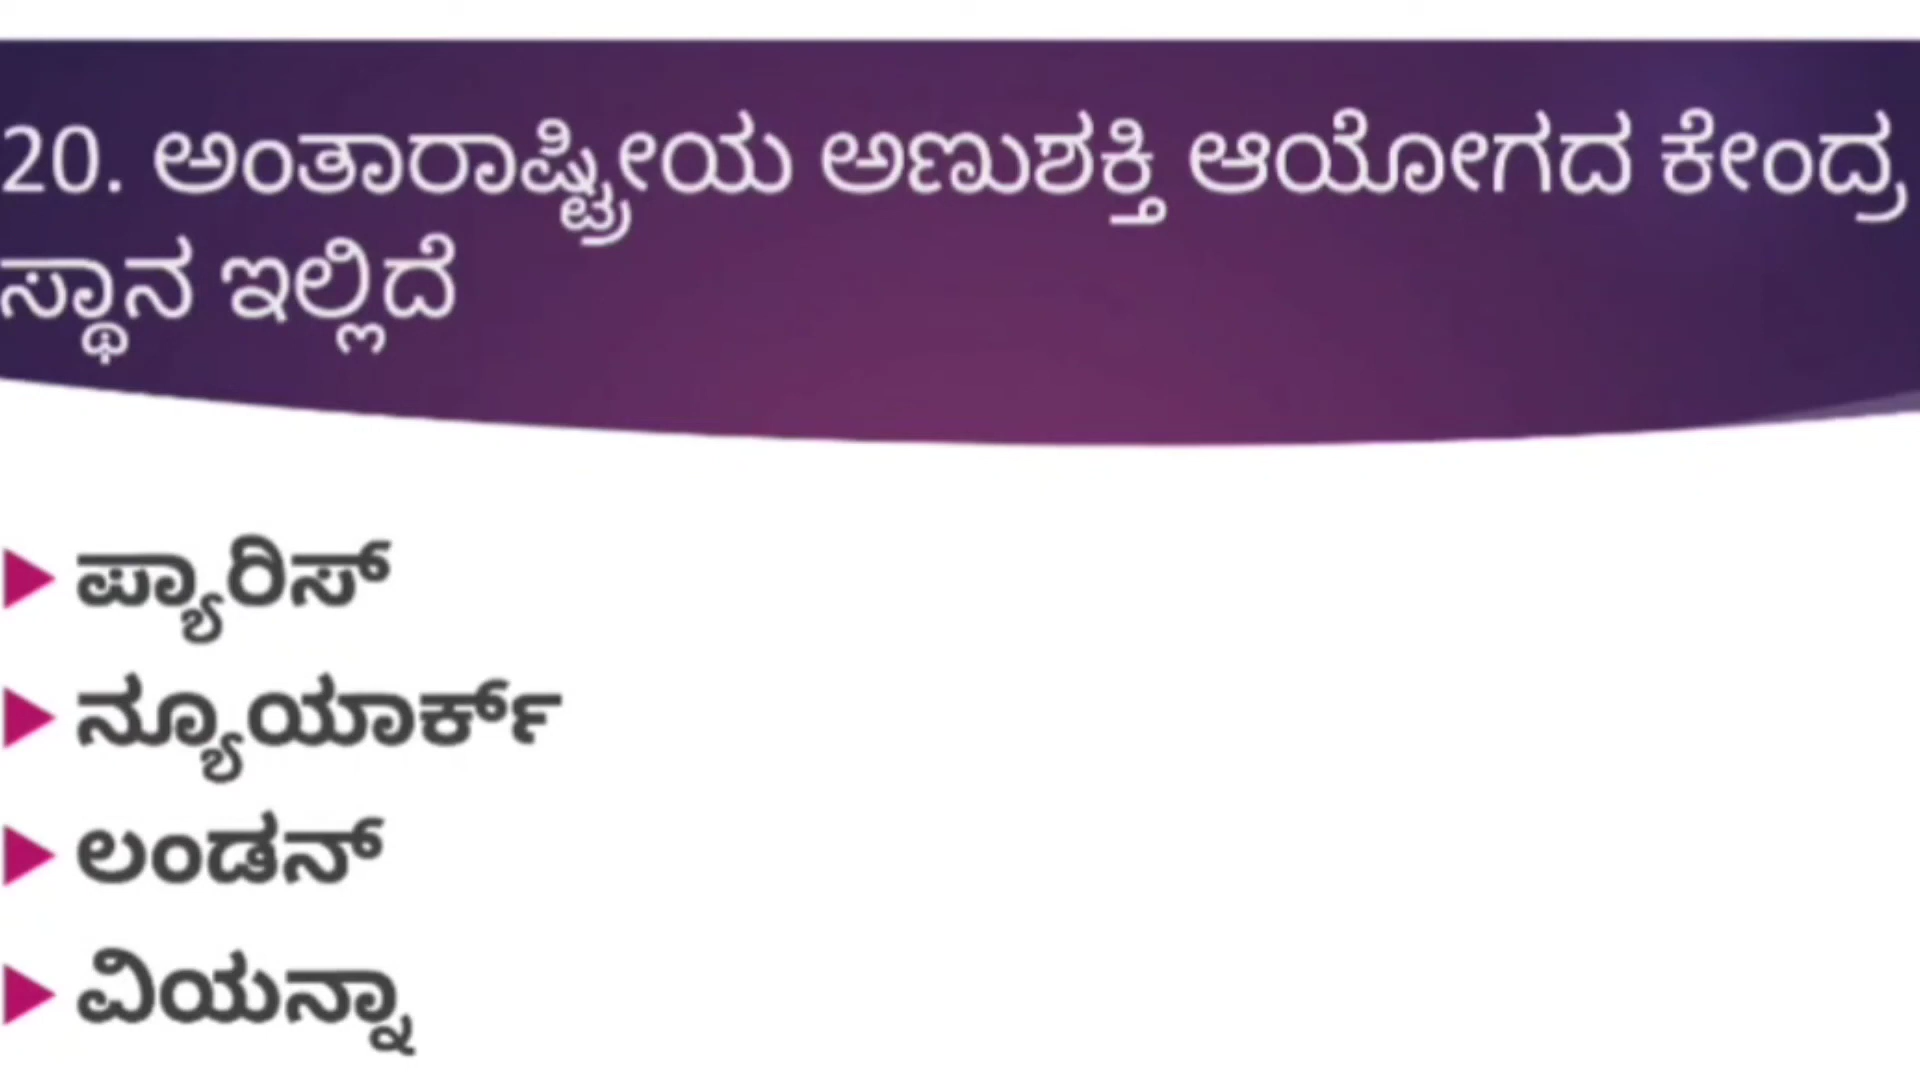 20. ಅಂತಾರಾಷ್ಟ್ರೀಯ ಅಣುಶಕ್ತಿ ಆಯೋಗದ ಕೇಂದ್ರ
ಸ್ಥಾನ ಇಲ್ಲಿದೆ
ಪ್ಯಾರಿಸ್
ನ್ಯೂಯಾರ್ಕ್
ಲಂಡನ್
ವಿಯನ್ನಾ